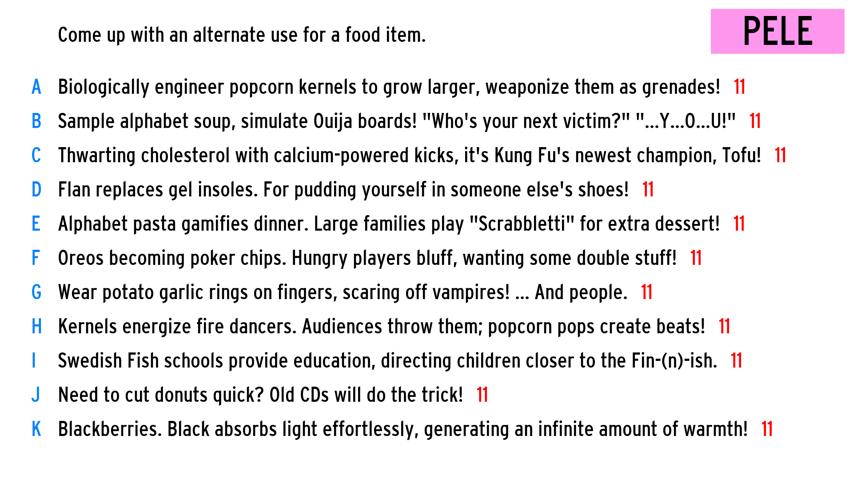 Come up with an alternate use for a food item.
PELE
A Biologically engineer popcorn kernels to grow larger, weaponize them as grenades! 11
B Sample alphabet soup, simulate Ouija boards! "Who's your next victim?" "...Y...O...U!" 11
C Thwarting cholesterol with calcium-powered kicks, it's Kung Fu's newest champion, Tofu! 11
D Flan replaces gel insoles. For pudding yourself in someone else's shoes! 11
E Alphabet pasta gamifies dinner. Large families play "Scrabbletti" for extra dessert! 11
F Oreos becoming poker chips. Hungry players bluff, wanting some double stuff! 11
G Wear potato garlic rings on fingers, scaring off vampires! ... And people. 11
H Kernels energize fire dancers. Audiences throw them; popcorn pops create beats! 11
I Swedish Fish schools provide education, directing children closer to the Fin-(n)-ish. 11
J Need to cut donuts quick? Old CDs will do the trick! 11
K Blackberries. Black absorbs light effortlessly, generating an infinite amount of warmth! 11